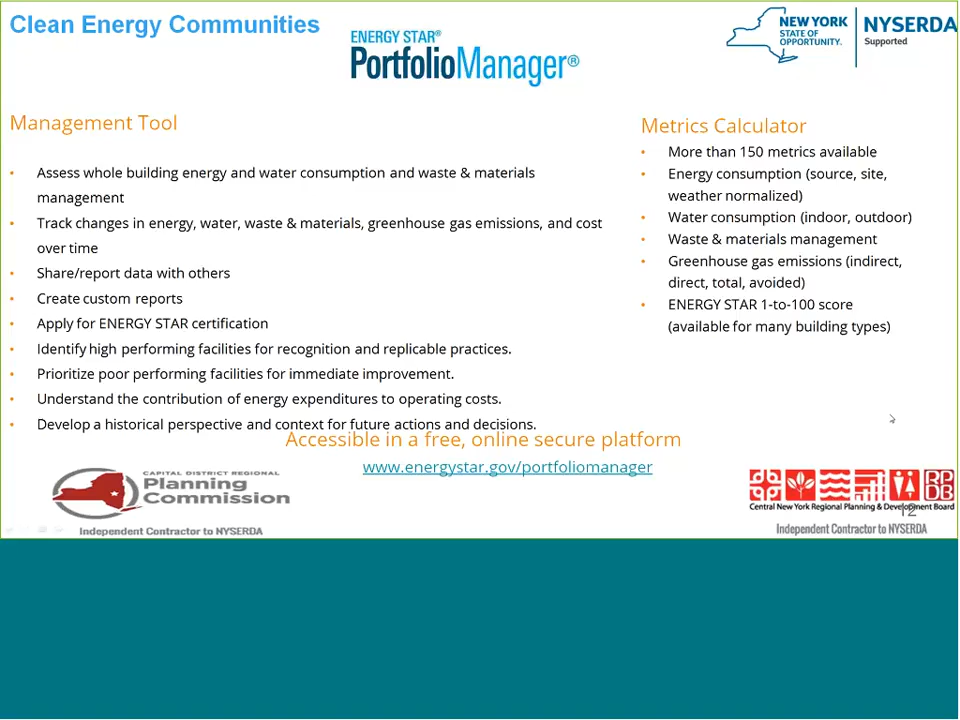 Clean Energy Communities
ENERGY STAR®
PortfolioManager®
NEW YORK
STATE OF
OPPORTUNITY.
NYSERDA
Supported
Management Tool
• Assess whole building energy and water consumption and waste & materials
management
• Track changes in energy, water, waste & materials, greenhouse gas emissions, and cost
over time
• Share/report data with others
• Create custom reports
• Apply for ENERGY STAR certification
• Identify high performing facilities for recognition and replicable practices.
• Prioritize poor performing facilities for immediate improvement.
• Understand the contribution of energy expenditures to operating costs.
• Develop a historical perspective and context for future actions and decisions.
Metrics Calculator
• More than 150 metrics available
• Energy consumption (source, site,
weather normalized)
• Water consumption (indoor, outdoor)
• Waste & materials management
• Greenhouse gas emissions (indirect,
direct, total, avoided)
• ENERGY STAR 1-to-100 score
(available for many building types)
Accessible in a free, online secure platform
www.energystar.gov/portfoliomanager
CAPITAL DISTRICT REGIONAL
Planning
Commission
Independent Contractor to NYSERDA
RP
DB
Central New York Regional Planning & Development Board
12
Independent Contractor to NYSERDA